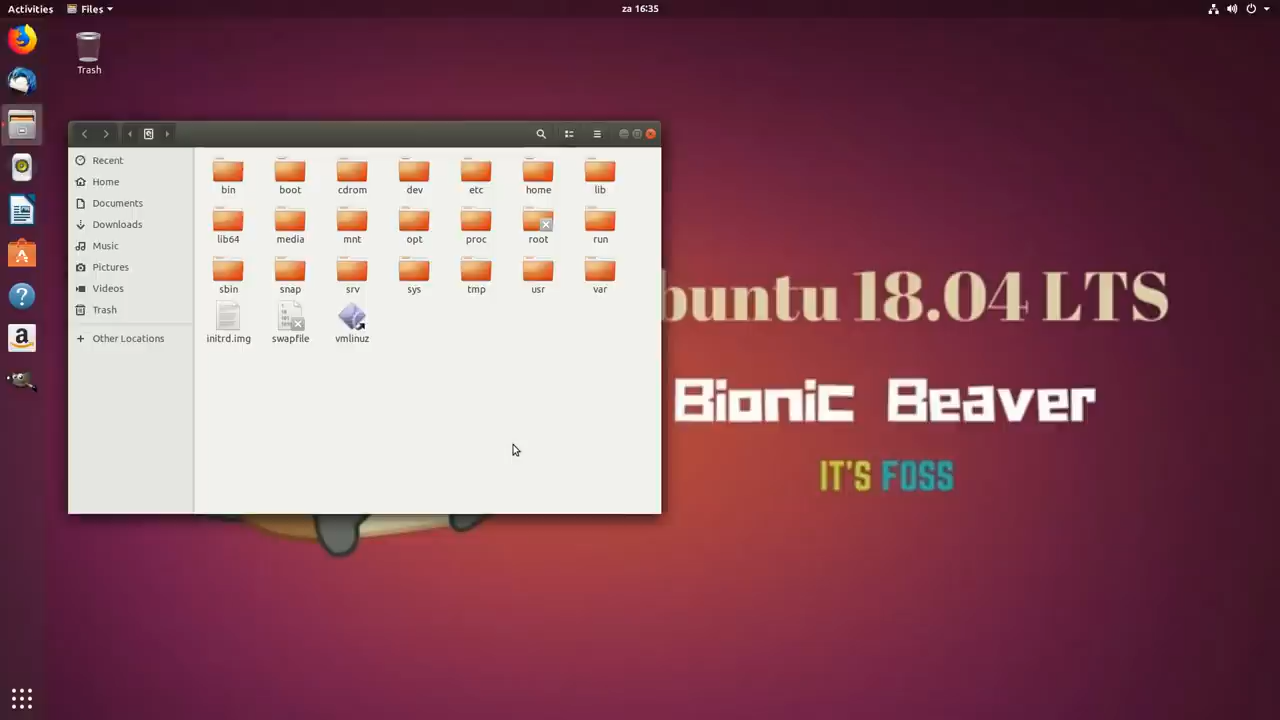 Activities Files za 16:35
Trash
Recent
Home
Documents
Downloads
Music
Pictures
Videos
Trash
Other Locations
bin boot cdrom dev etc home lib
lib64 media mnt opt proc root run
sbin snap srv sys tmp usr var
initrd.img swapfile vmlinuz
buntu 18.04 LTS
Bionic Beaver
IT'S FOSS